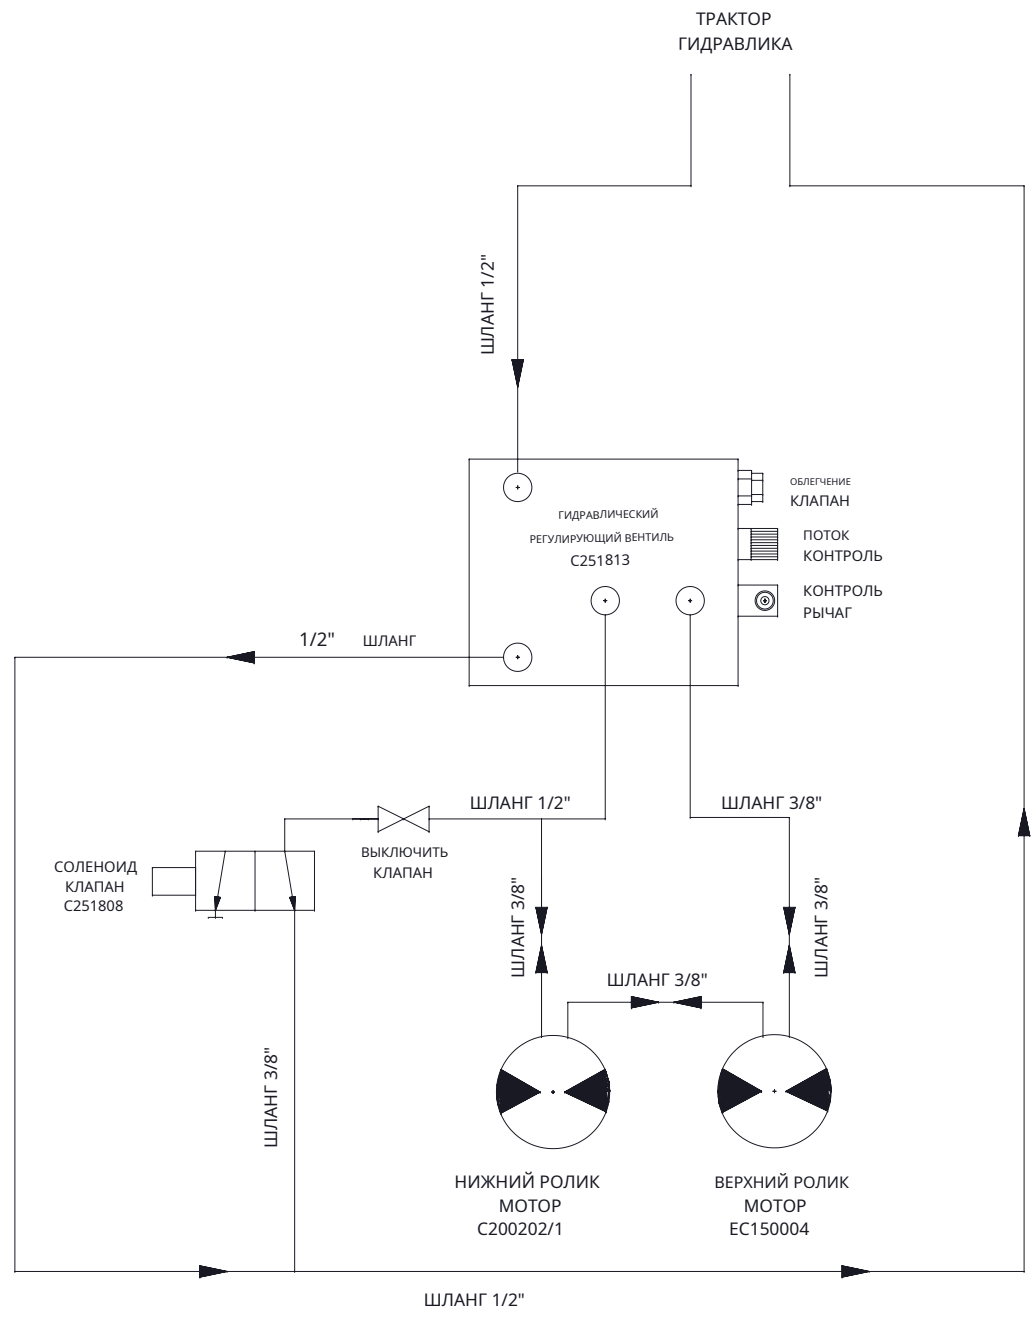 ТРАКТОР
ГИДРАВЛИКА
ШЛАНГ 1/2"
ОБЛЕГЧЕНИЕ
КЛАПАН
ГИДРАВЛИЧЕСКИЙ
РЕГУЛИРУЮЩИЙ ВЕНТИЛЬ
C251813
ПОТОК
КОНТРОЛЬ
КОНТРОЛЬ
РЫЧАГ
1/2" ШЛАНГ
ШЛАНГ 1/2"
ШЛАНГ 3/8"
ВЫКЛЮЧИТЬ
КЛАПАН
СОЛЕНОИД
КЛАПАН
C251808
ШЛАНГ 3/8"
ШЛАНГ 3/8"
ШЛАНГ 3/8"
ШЛАНГ 3/8"
НИЖНИЙ РОЛИК
МОТОР
C200202/1
ВЕРХНИЙ РОЛИК
МОТОР
EC150004
ШЛАНГ 1/2"